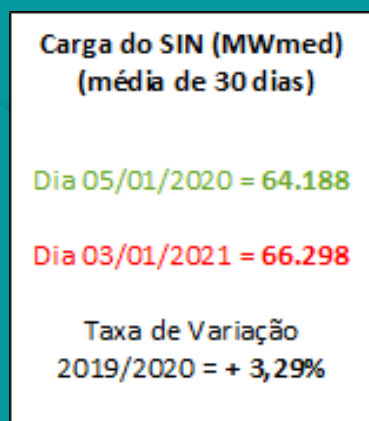 Carga do SIN (MWmed)
(média de 30 dias)
Dia 05/01/2020 = 64.188
Dia 03/01/2021 = 66.298
Taxa de Variação
2019/2020 = + 3,29%